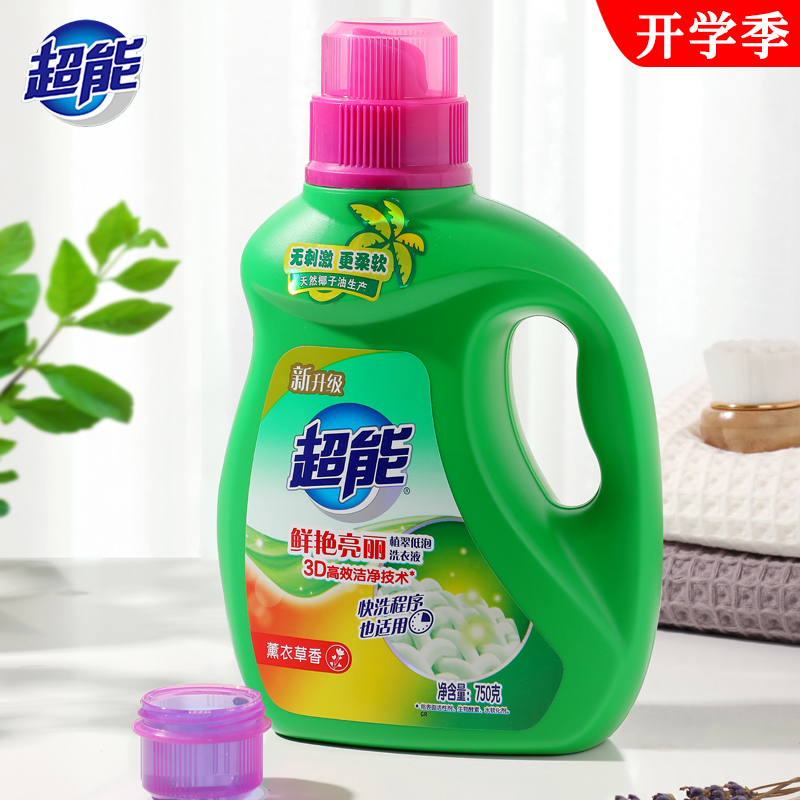 超能
开学季
无刺激 更柔软
天然椰子油生产
新升级
超能®
鲜艳亮丽 植翠低泡
洗衣液
3D高效洁净技术*
快洗程序
也适用
薰衣草香
净含量：750克